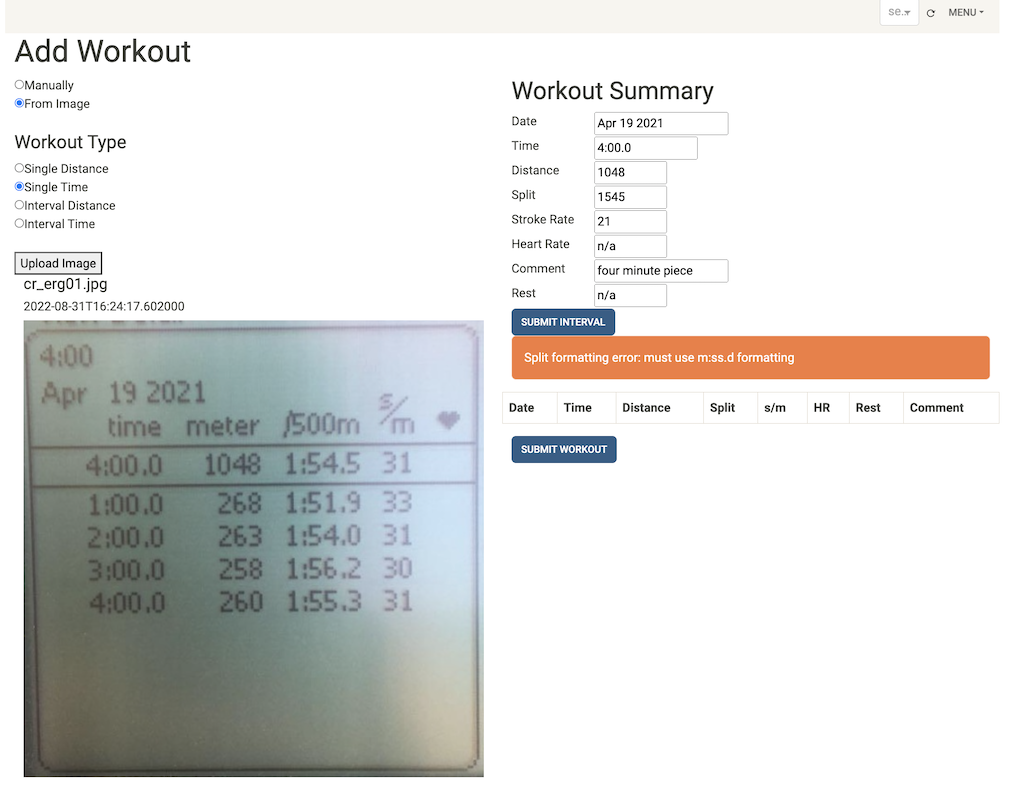 se..
MENU
Add Workout
Manually
From Image
Workout Type
Single Distance
Single Time
Interval Distance
Interval Time
Upload Image
cr_erg01.jpg
2022-08-31T16:24:17.602000
4:00
Apr 19 2021
time meter /500m s/m
4:00.0 1048 1:54.5 31
1:00.0 268 1:51.9 33
2:00.0 263 1:54.0 31
3:00.0 258 1:56.2 30
4:00.0 260 1:55.3 31
Workout Summary
Date Apr 19 2021
Time 4:00.0
Distance 1048
Split 1545
Stroke Rate 21
Heart Rate n/a
Comment four minute piece
Rest n/a
SUBMIT INTERVAL
Split formatting error: must use m:ss.d formatting
Date Time Distance Split s/m HR Rest Comment
SUBMIT WORKOUT